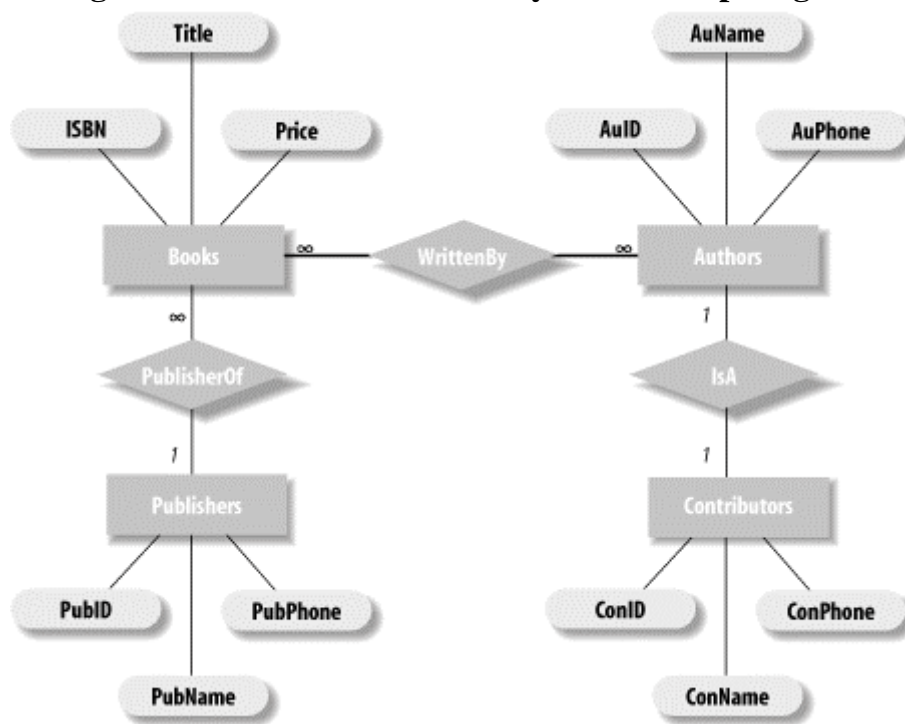 Title
AuName
ISBN
Price
AuID
AuPhone
Books
∞
WrittenBy
∞
Authors
∞
1
PublisherOf
IsA
1
1
Publishers
Contributors
PubID
PubPhone
ConID
ConPhone
PubName
ConName